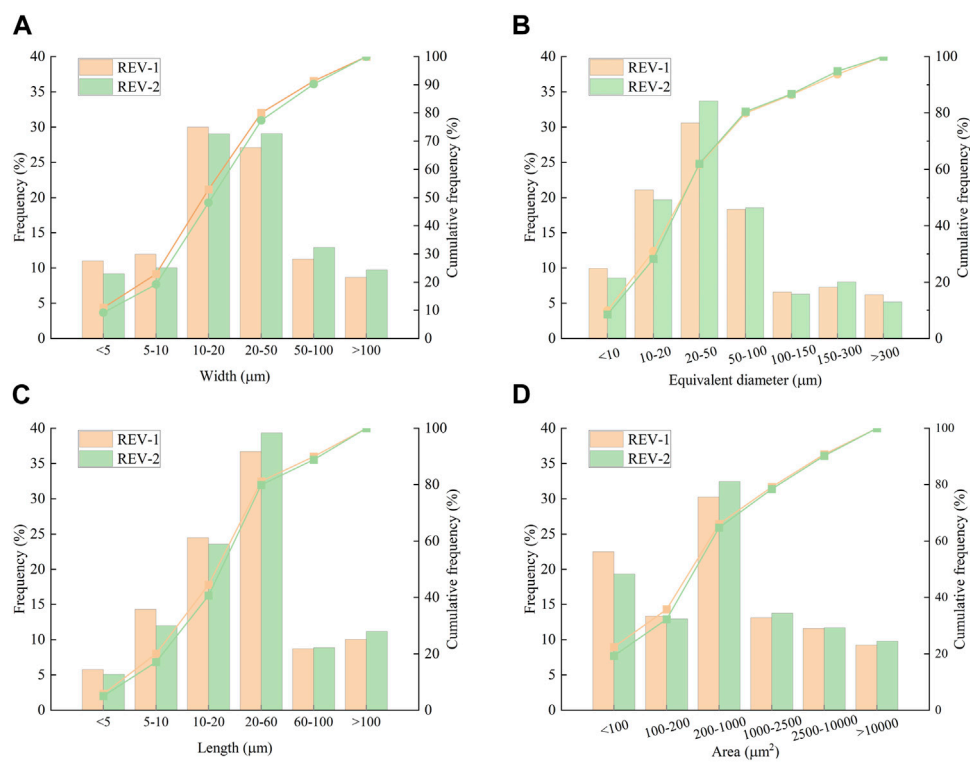 A
B
40
35
30
25
20
15
10
5
0
Frequency (%)
REV-1
REV-2
100
90
80
70
60
50
40
30
20
10
0
Cumulative frequency (%)
<5 5-10 10-20 20-50 50-100 >100
Width (μm)
40
35
30
25
20
15
10
5
0
Frequency (%)
REV-1
REV-2
100
90
80
70
60
50
40
30
20
10
0
Cumulative frequency (%)
<10 10-20 20-50 50-100 100-150 150-300 >300
Equivalent diameter (μm)
C
D
40
35
30
25
20
15
10
5
0
Frequency (%)
REV-1
REV-2
100
80
60
40
20
0
Cumulative frequency (%)
<5 5-10 10-20 20-60 60-100 >100
Length (μm)
40
35
30
25
20
15
10
5
0
Frequency (%)
REV-1
REV-2
100
80
60
40
20
0
Cumulative frequency (%)
<100 100-200 200-1000 1000-2500 2500-10000 >10000
Area (μm²)